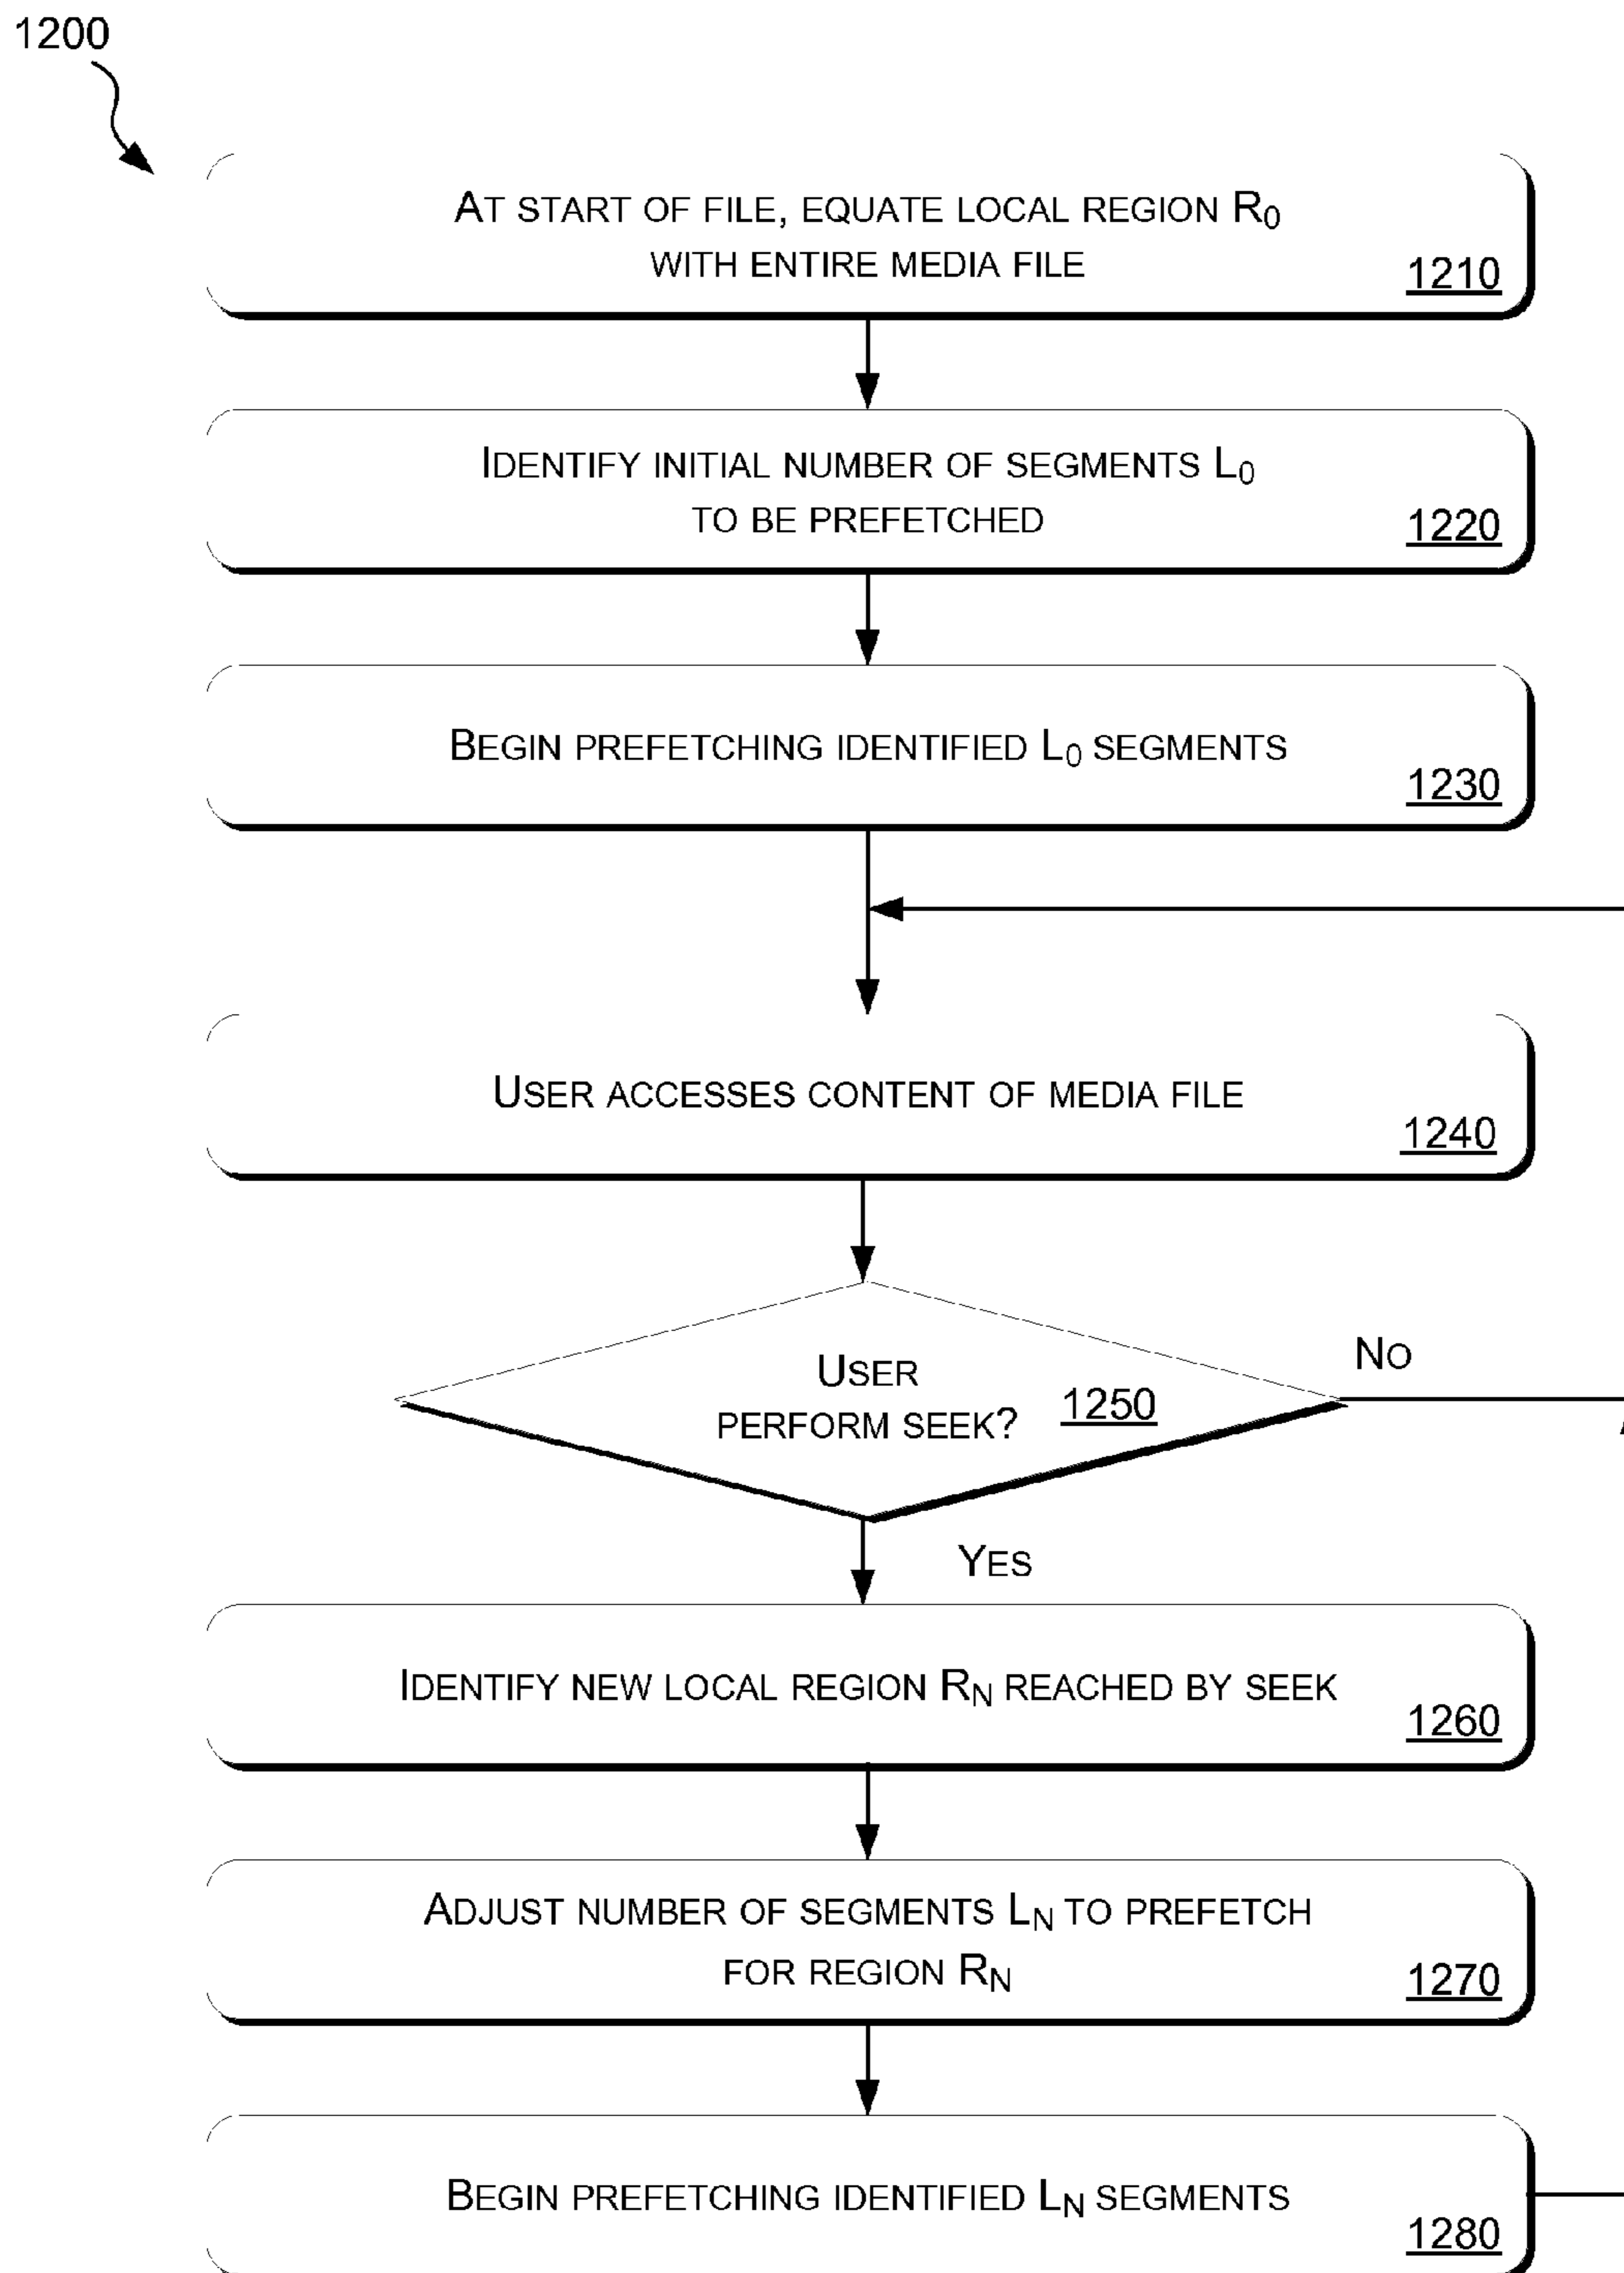 1200
At start of file, equate local region R0
with entire media file
1210
Identify initial number of segments L0
to be prefetched
1220
Begin prefetching identified L0 segments
1230
User accesses content of media file
1240
No
User
perform seek?
1250
Yes
Identify new local region RN reached by seek
1260
Adjust number of segments LN to prefetch
for region RN
1270
Begin prefetching identified LN segments
1280